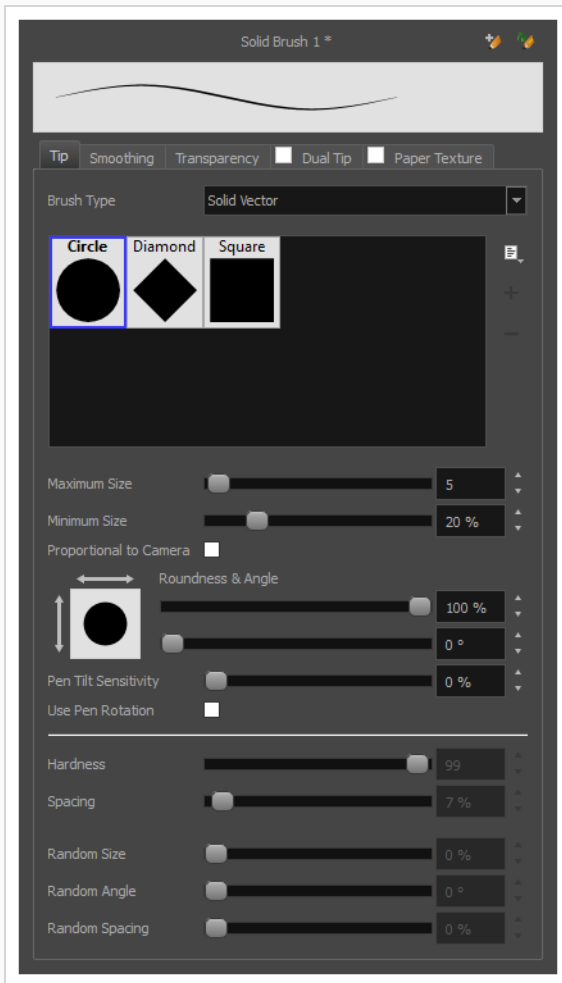 Solid Brush 1 *
Tip Smoothing Transparency Dual Tip Paper Texture
Brush Type Solid Vector
Circle Diamond Square
Maximum Size 5
Minimum Size 20 %
Proportional to Camera
Roundness & Angle
100 %
0 °
Pen Tilt Sensitivity 0 %
Use Pen Rotation
Hardness 99
Spacing 7 %
Random Size 0 %
Random Angle 0 °
Random Spacing 0 %